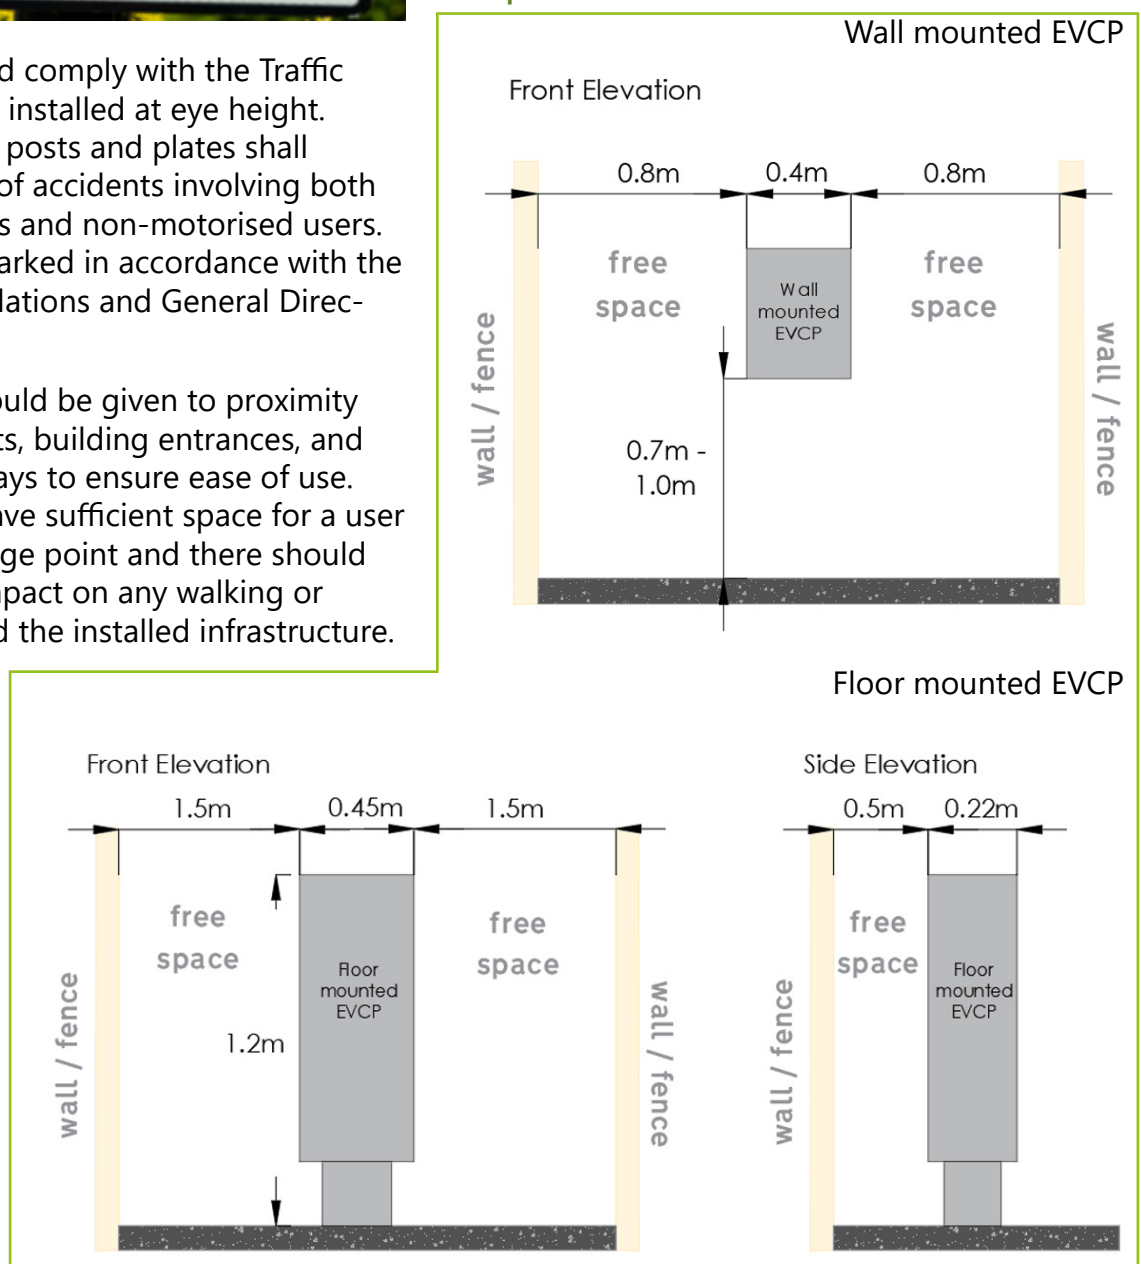 d comply with the Traffic
installed at eye height.
posts and plates shall
of accidents involving both
s and non-motorised users.
arked in accordance with the
lations and General Direc-
ould be given to proximity
ts, building entrances, and
ays to ensure ease of use.
ave sufficient space for a user
ge point and there should
pact on any walking or
d the installed infrastructure.
Wall mounted EVCP
Front Elevation
0.8m 0.4m 0.8m
free
space
Wall
mounted
EVCP
free
space
wall / fence
wall / fence
0.7m -
1.0m
Floor mounted EVCP
Front Elevation
1.5m 0.45m 1.5m
free
space
Floor
mounted
EVCP
free
space
1.2m
wall / fence
wall / fence
Side Elevation
0.5m 0.22m
free
space
Floor
mounted
EVCP
wall / fence